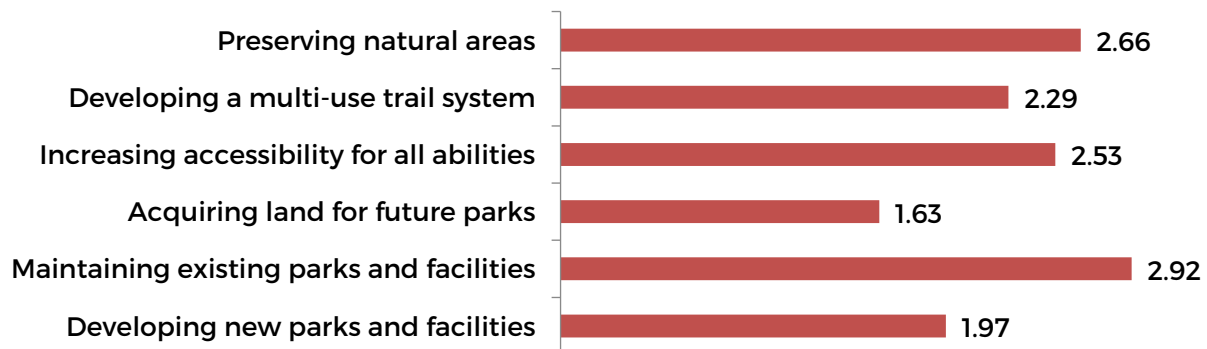 Preserving natural areas 2.66
Developing a multi-use trail system 2.29
Increasing accessibility for all abilities 2.53
Acquiring land for future parks 1.63
Maintaining existing parks and facilities 2.92
Developing new parks and facilities 1.97